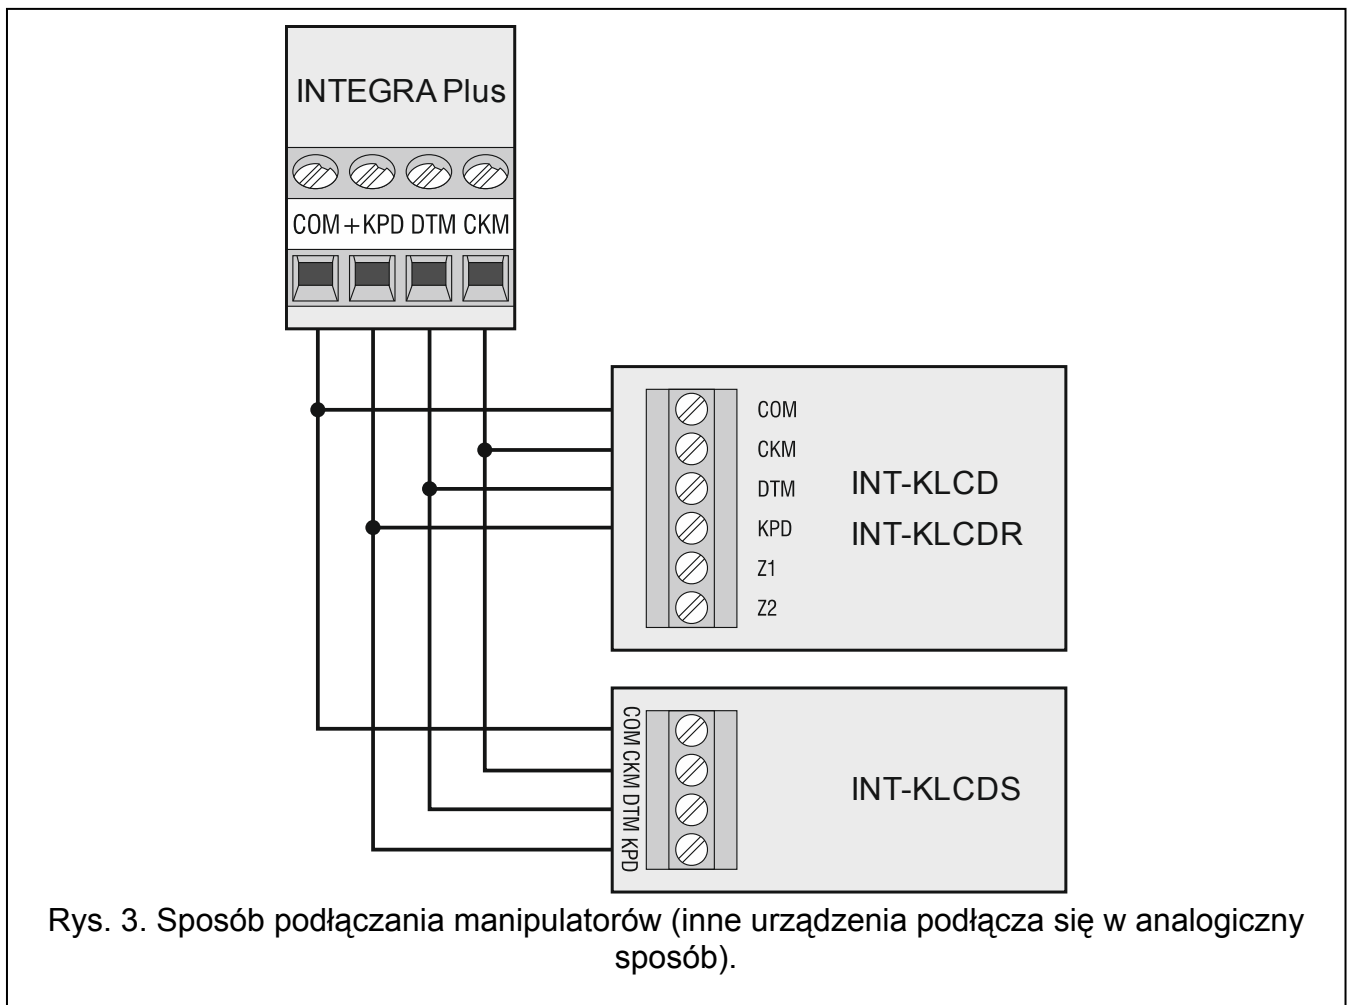 INTEGRA Plus
COM +KPD DTM CKM
COM
CKM
DTM
KPD
Z1
Z2
INT-KLCD
INT-KLCDR
COM CKM DTM KPD
INT-KLCDS
Rys. 3. Sposób podłączania manipulatorów (inne urządzenia podłącza się w analogiczny
sposób).